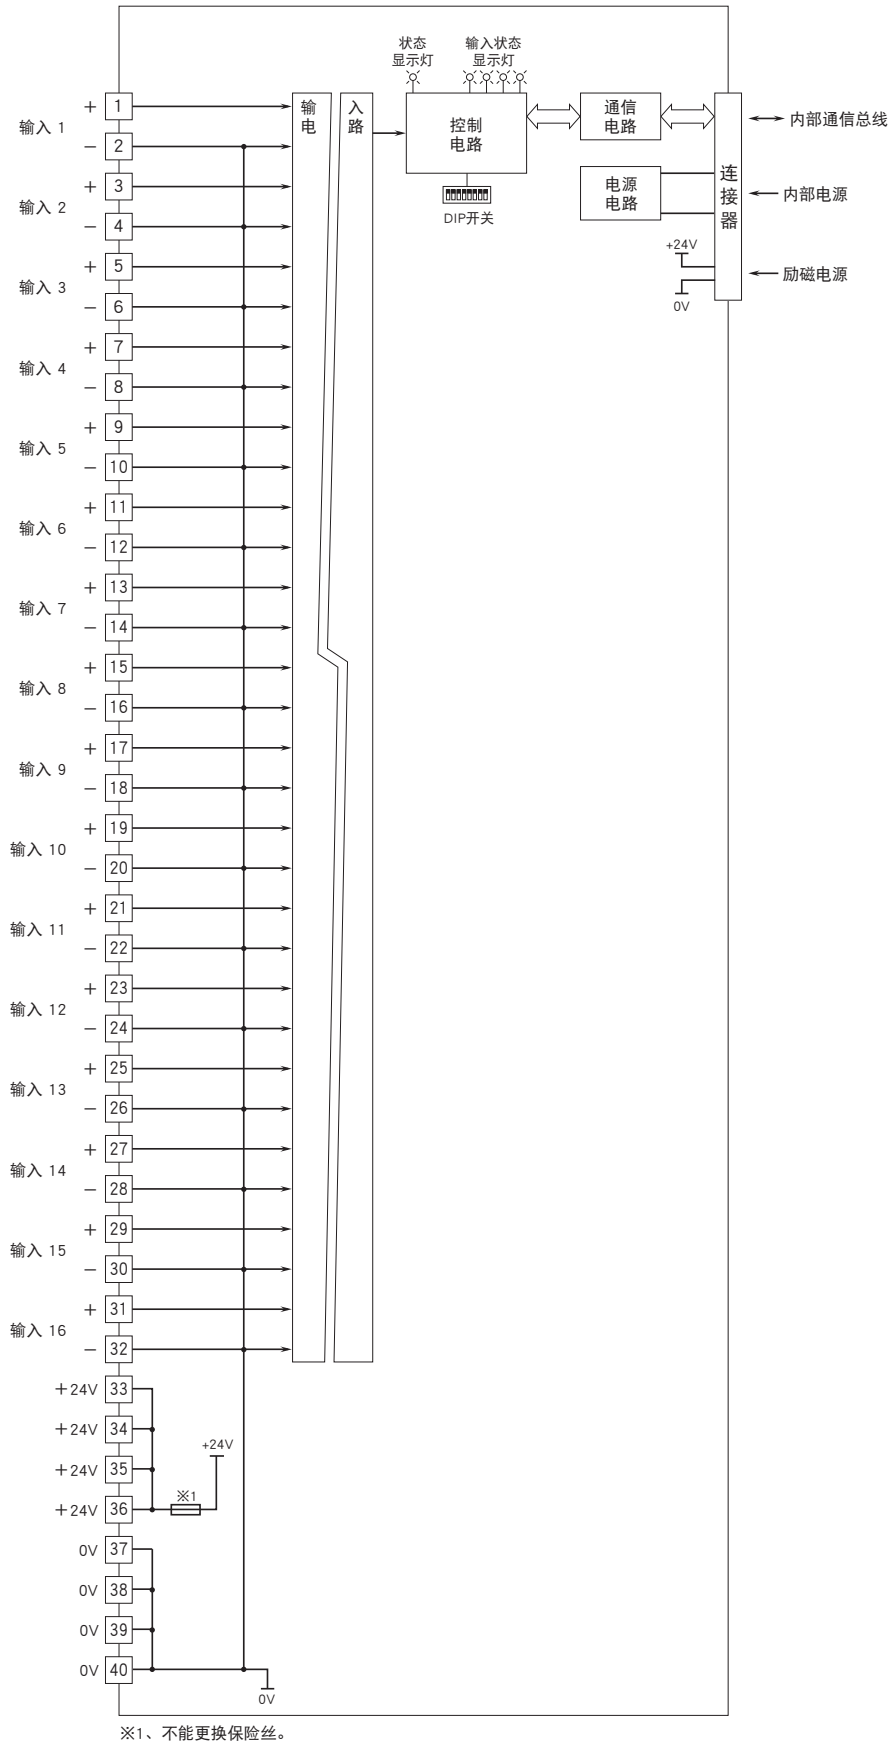 状态
显示灯
输入状态
显示灯
输 入
电 路
控制
电路
通信
电路
电源
电路
连接器
DIP开关
内部通信总线
内部电源
励磁电源
+24V
0V
输入 1
+ 1
− 2
输入 2
+ 3
− 4
输入 3
+ 5
− 6
输入 4
+ 7
− 8
输入 5
+ 9
− 10
输入 6
+ 11
− 12
输入 7
+ 13
− 14
输入 8
+ 15
− 16
输入 9
+ 17
− 18
输入 10
+ 19
− 20
输入 11
+ 21
− 22
输入 12
+ 23
− 24
输入 13
+ 25
− 26
输入 14
+ 27
− 28
输入 15
+ 29
− 30
输入 16
+ 31
− 32
+24V 33
+24V 34
+24V 35
+24V 36
※1
+24V
0V 37
0V 38
0V 39
0V 40
0V
※1、不能更换保险丝。